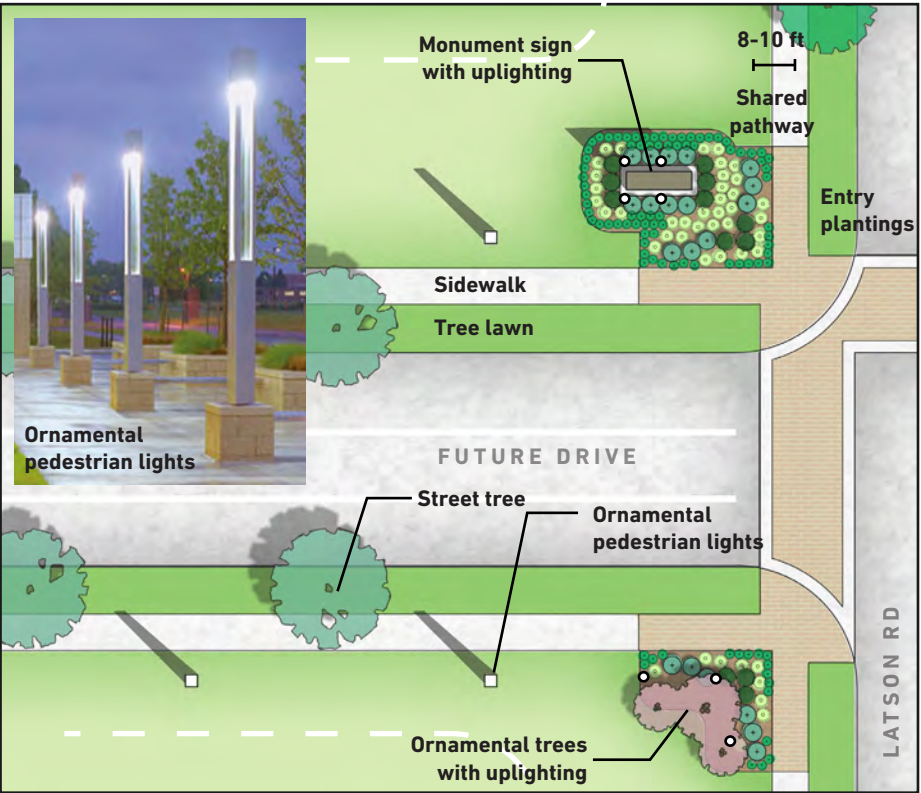 Monument sign
with uplighting
8-10 ft
Shared
pathway
Entry
plantings
Sidewalk
Tree lawn
Ornamental
pedestrian lights
FUTURE DRIVE
Street tree
Ornamental
pedestrian lights
LATSON RD
Ornamental trees
with uplighting